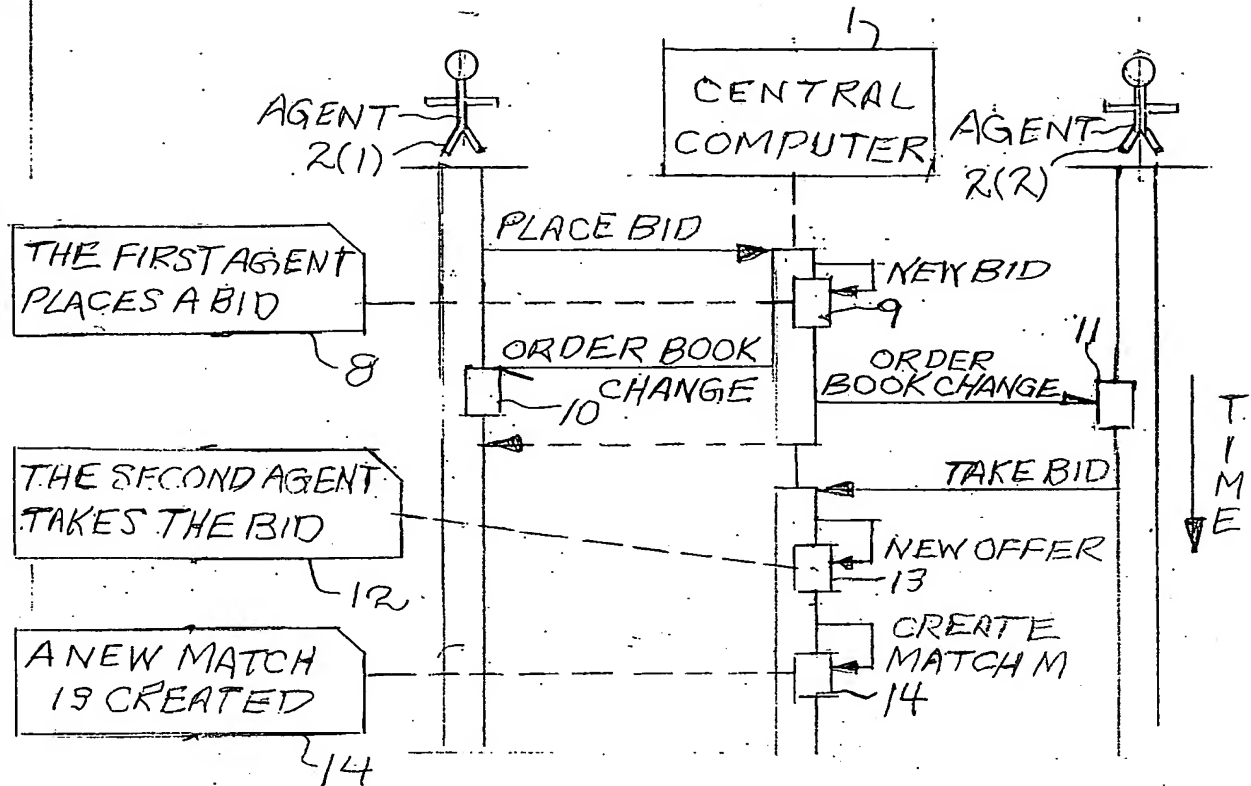 1
CENTRAL
COMPUTER
AGENT
2(1)
AGENT
2(2)
PLACE BID
THE FIRST AGENT
PLACES A BID
8
NEW BID
9
ORDER BOOK
CHANGE
10
ORDER
BOOK CHANGE
11
TIME
THE SECOND AGENT
TAKES THE BID
12
TAKE BID
NEW OFFER
13
CREATE
MATCH M
14
A NEW MATCH
IS CREATED
14